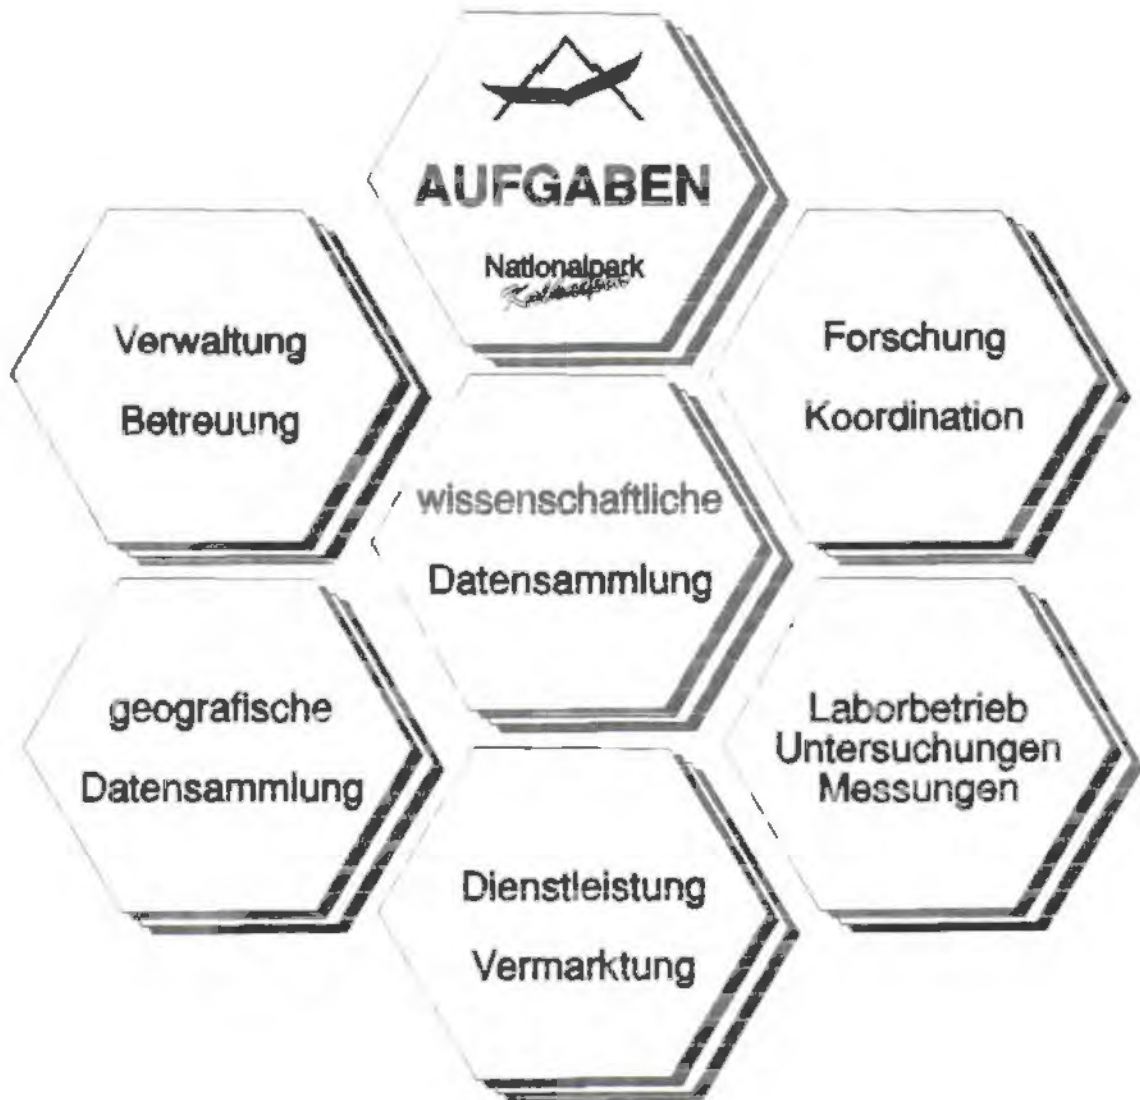 AUFGABEN
Nationalpark
Verwaltung
Betreuung
Forschung
Koordination
wissenschaftliche
Datensammlung
geografische
Datensammlung
Laborbetrieb
Untersuchungen
Messungen
Dienstleistung
Vermarktung